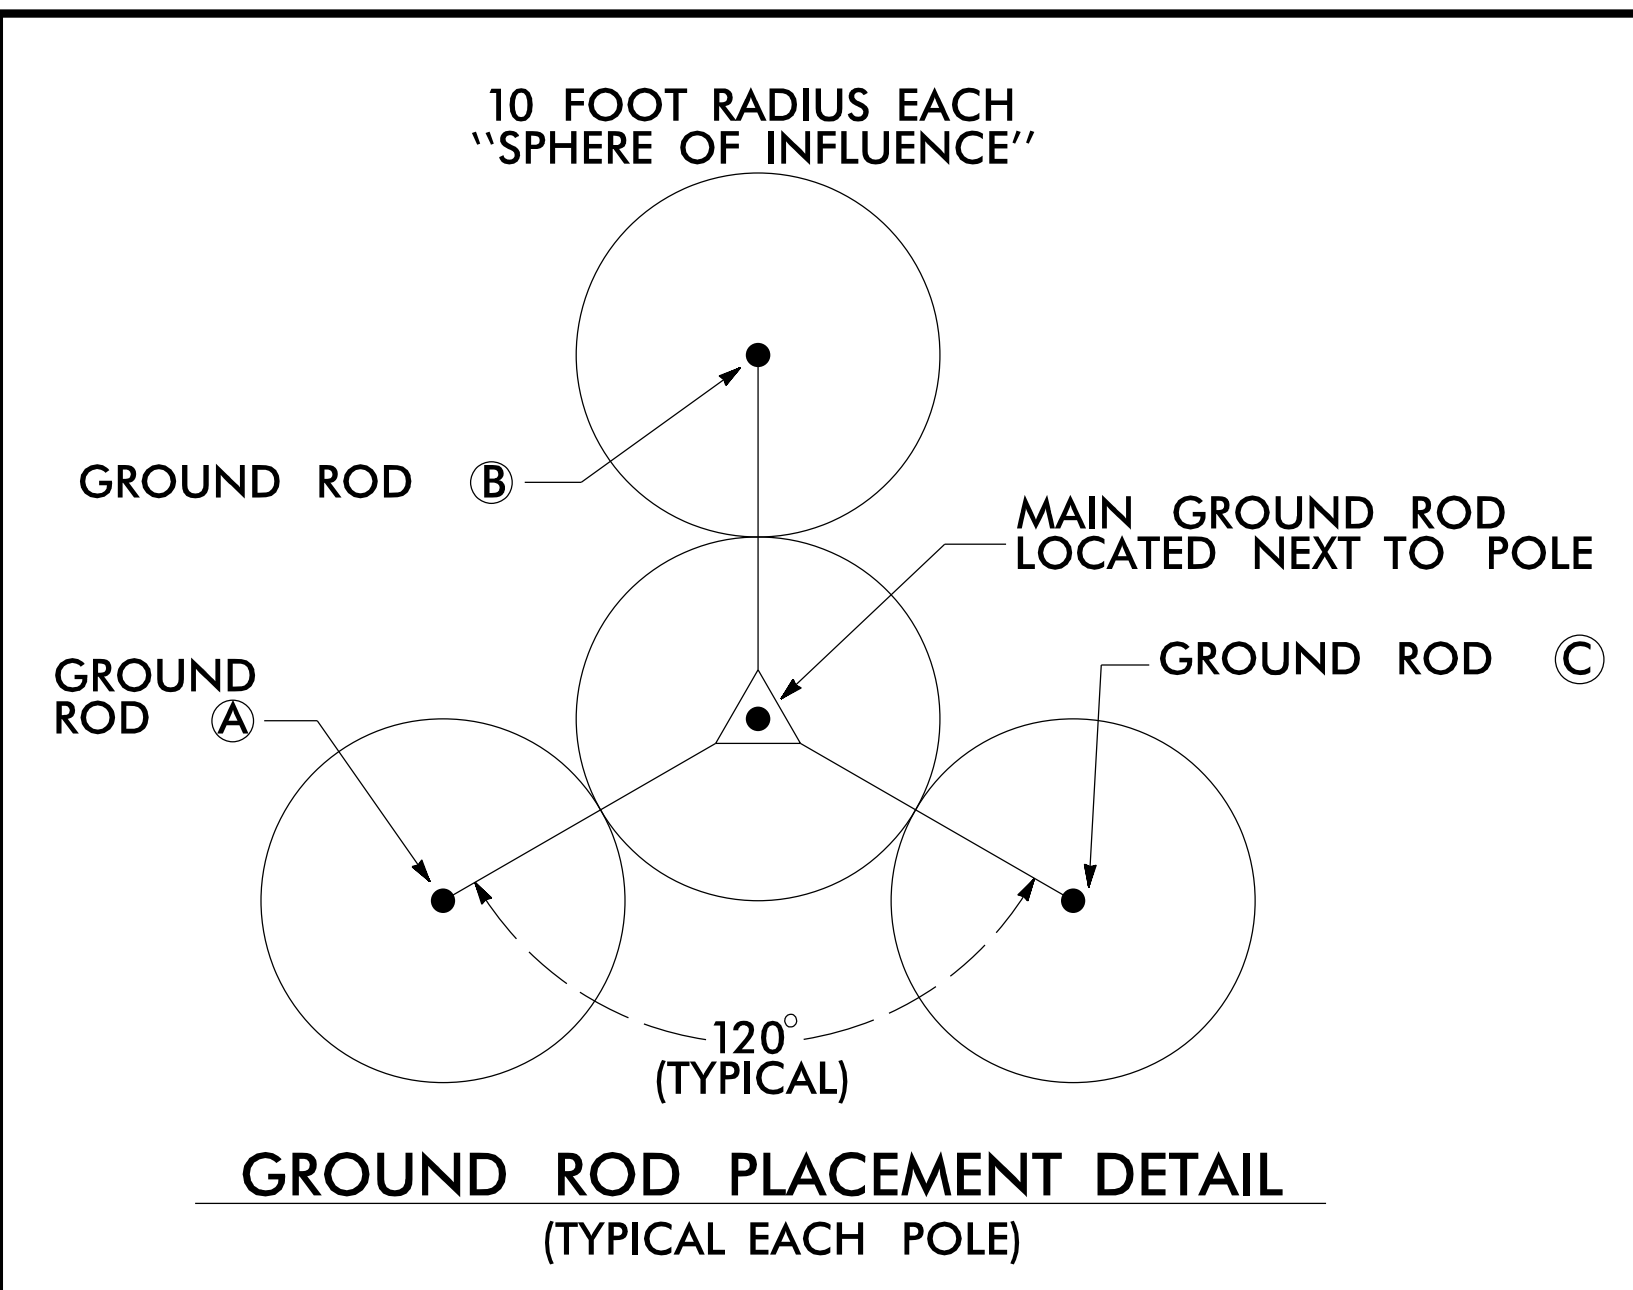 10 FOOT RADIUS EACH
''SPHERE OF INFLUENCE''
GROUND ROD B
MAIN GROUND ROD
LOCATED NEXT TO POLE
GROUND ROD C
GROUND
ROD A
120°
(TYPICAL)
GROUND ROD PLACEMENT DETAIL
(TYPICAL EACH POLE)